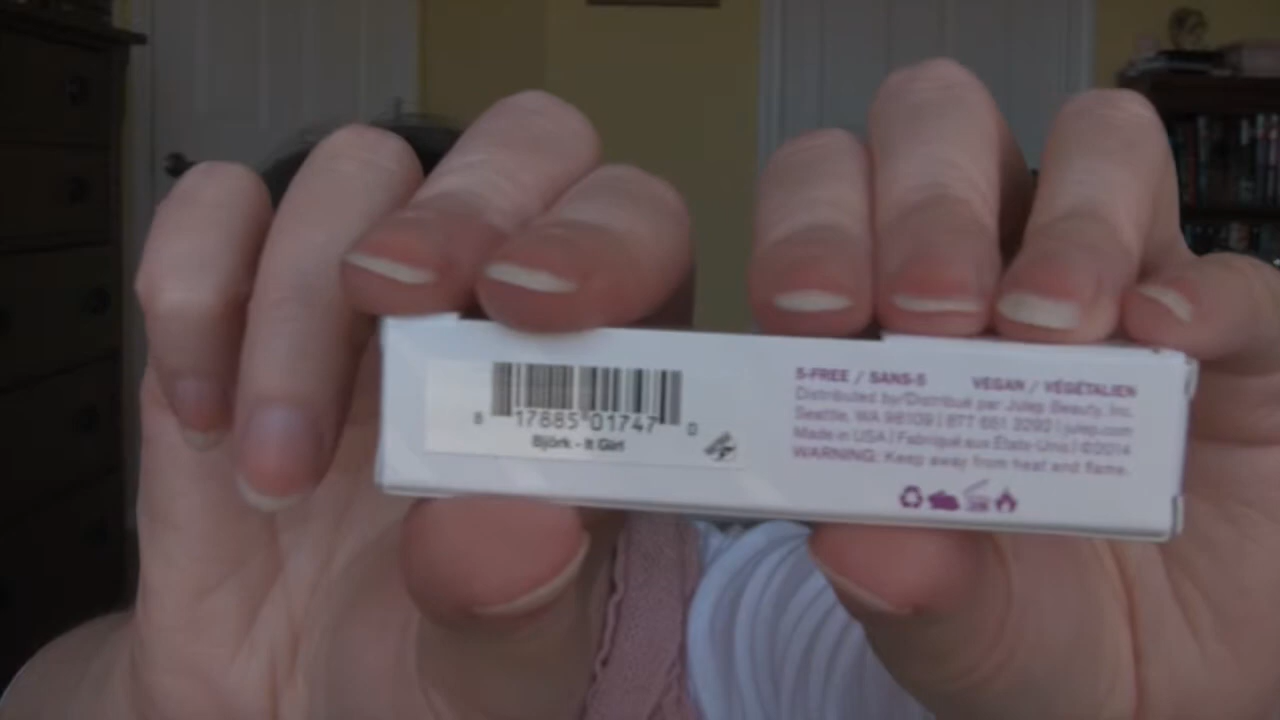 8 17885 01747 0
Björk - It Girl
5-FREE / SANS-5 VEGAN / VÉGÉTALIEN
Distributed by/Distribué par Julep Beauty, Inc.
Seattle, WA 98109 | 877 651 3292 | julep.com
Made in USA | Fabriqué aux États-Unis | ©2014
WARNING: Keep away from heat and flame.